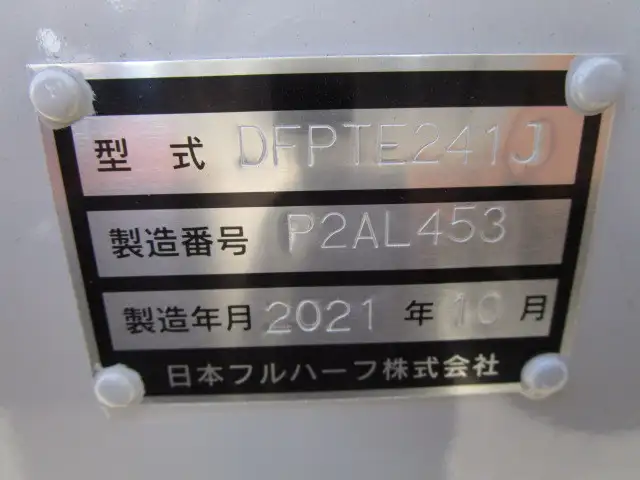 型式 DFPTE241J
製造番号 P2AL453
製造年月 2021 年 10 月
日本フルハーフ株式会社